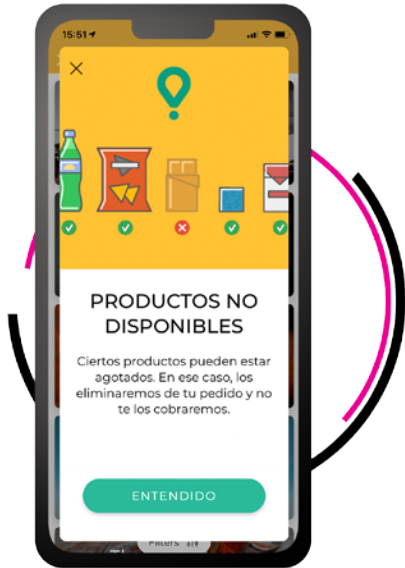 15:51
PRODUCTOS NO
DISPONIBLES
Ciertos productos pueden estar
agotados. En ese caso, los
eliminaremos de tu pedido y no
te los cobraremos.
ENTENDIDO
Filters